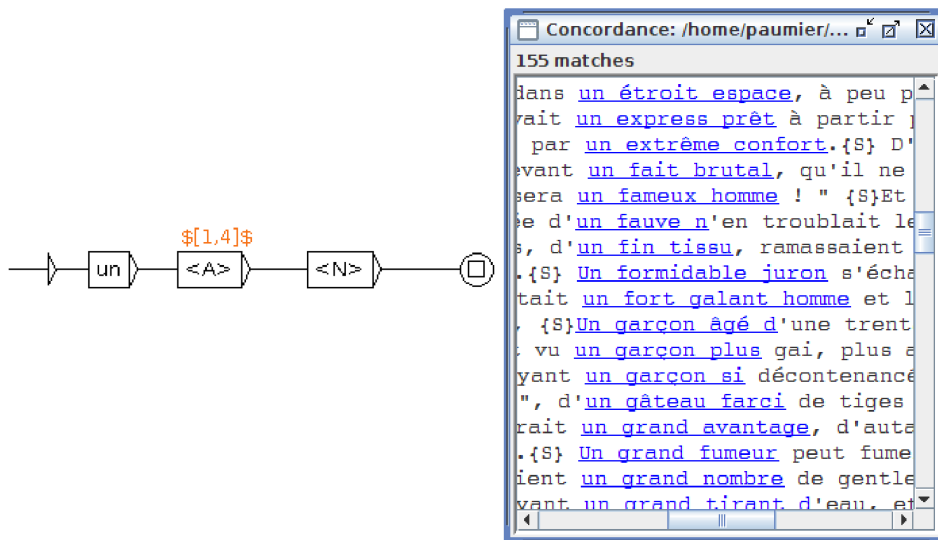 $[1,4]$
un <A> <N>
Concordance: /home/paumier/...
155 matches
dans un étroit espace, à peu p
vait un express prêt à partir
par un extrême confort.{S} D'
evant un fait brutal, qu'il ne
sera un fameux homme ! " {S}Et
ée d'un fauve n'en troublait le
s, d'un fin tissu, ramassaient
.{S} Un formidable juron s'écha
tait un fort galant homme et l
, {S}Un garçon âgé d'une trent
t vu un garçon plus gai, plus a
yant un garçon si décontenancé
", d'un gâteau farci de tiges
rait un grand avantage, d'auta
.{S} Un grand fumeur peut fume
ient un grand nombre de gentle
yant un grand tirant d'eau, et